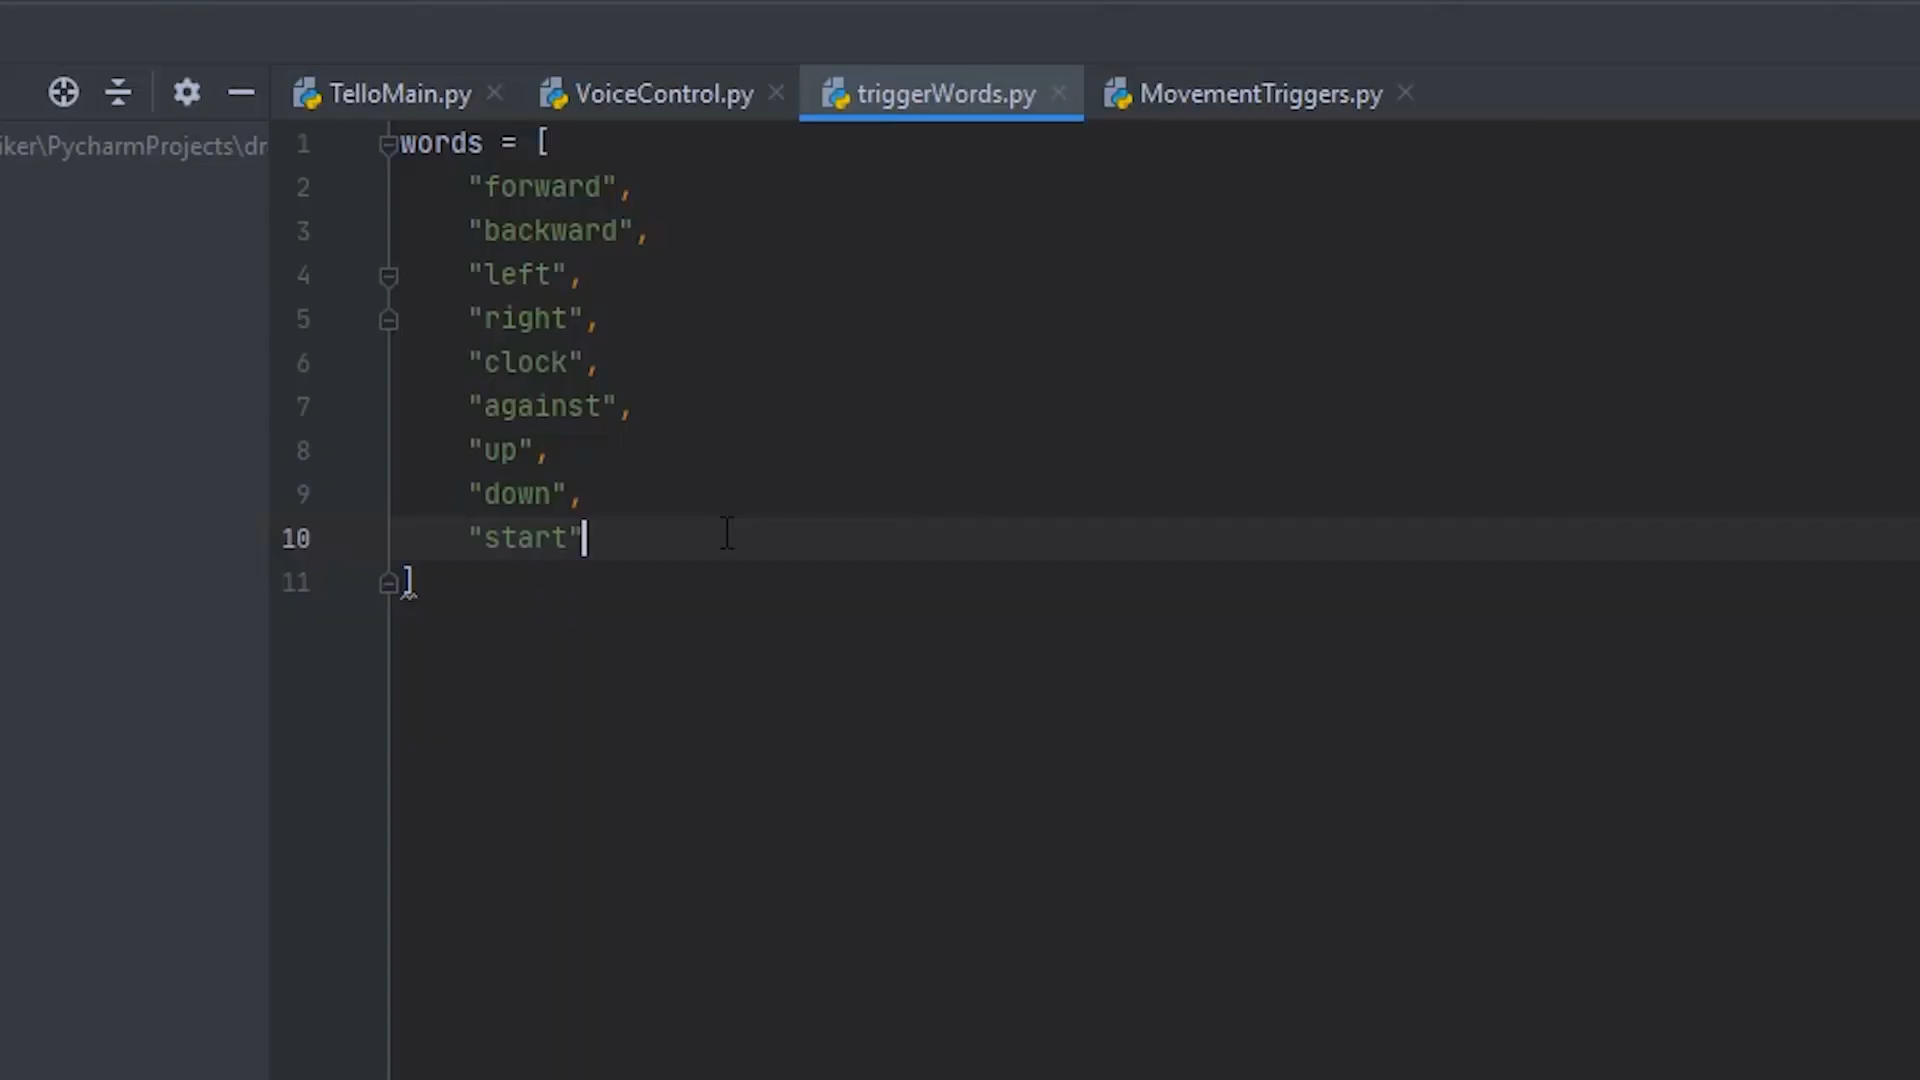 TelloMain.py VoiceControl.py triggerWords.py MovementTriggers.py
iker\PycharmProjects\dr
1 words = [
2 "forward",
3 "backward",
4 "left",
5 "right",
6 "clock",
7 "against",
8 "up",
9 "down",
10 "start"
11 ]